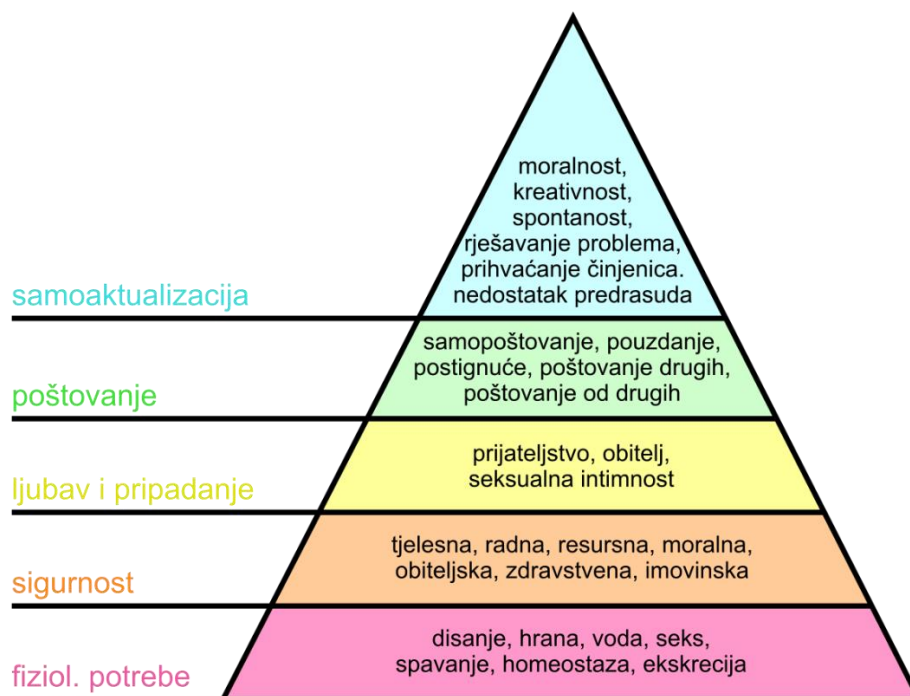 moralnost,
kreativnost,
spontanost,
rješavanje problema,
prihvaćanje činjenica.
nedostatak predrasuda
samoaktualizacija
samopoštovanje, pouzdanje,
postignuće, poštovanje drugih,
poštovanje od drugih
poštovanje
prijateljstvo, obitelj,
seksualna intimnost
ljubav i pripadanje
tjelesna, radna, resursna, moralna,
obiteljska, zdravstvena, imovinska
sigurnost
disanje, hrana, voda, seks,
spavanje, homeostaza, ekskrecija
fiziol. potrebe